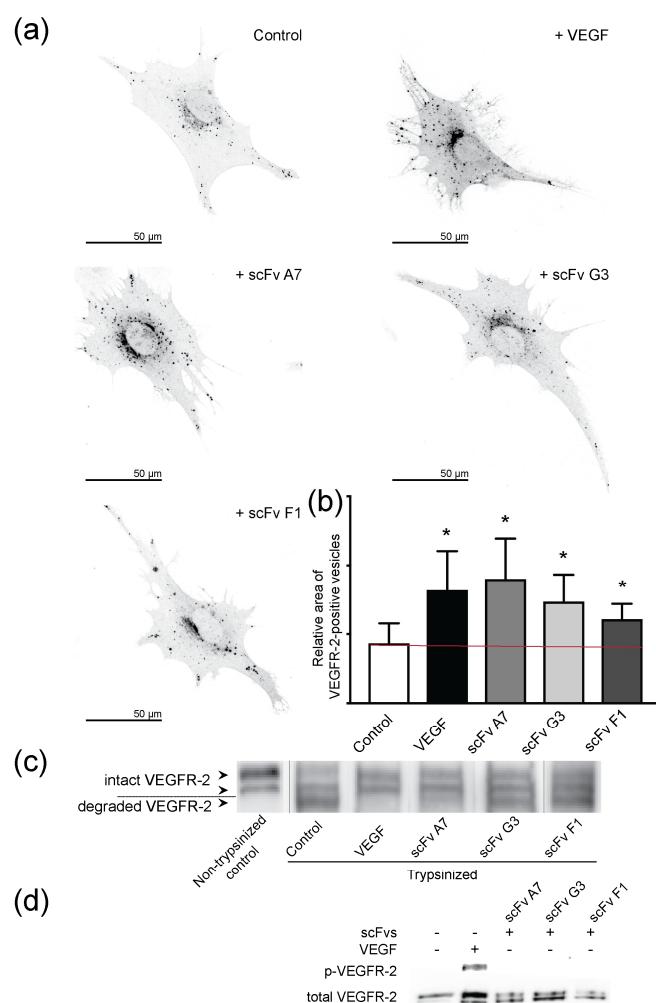 (a)
Control
+ VEGF
50 µm
50 µm
+ scFv A7
+ scFv G3
50 µm
50 µm
+ scFv F1
50 µm
(b)
Relative area of
VEGFR-2-positive vesicles
*
*
*
*
Control
VEGF
scFv A7
scFv G3
scFv F1
(c)
intact VEGFR-2
degraded VEGFR-2
Non-trypsinized
control
Control
VEGF
scFv A7
scFv G3
scFv F1
Trypsinized
(d)
scFv A7
scFv G3
scFv F1
scFvs - - + + +
VEGF - + - - -
p-VEGFR-2
total VEGFR-2